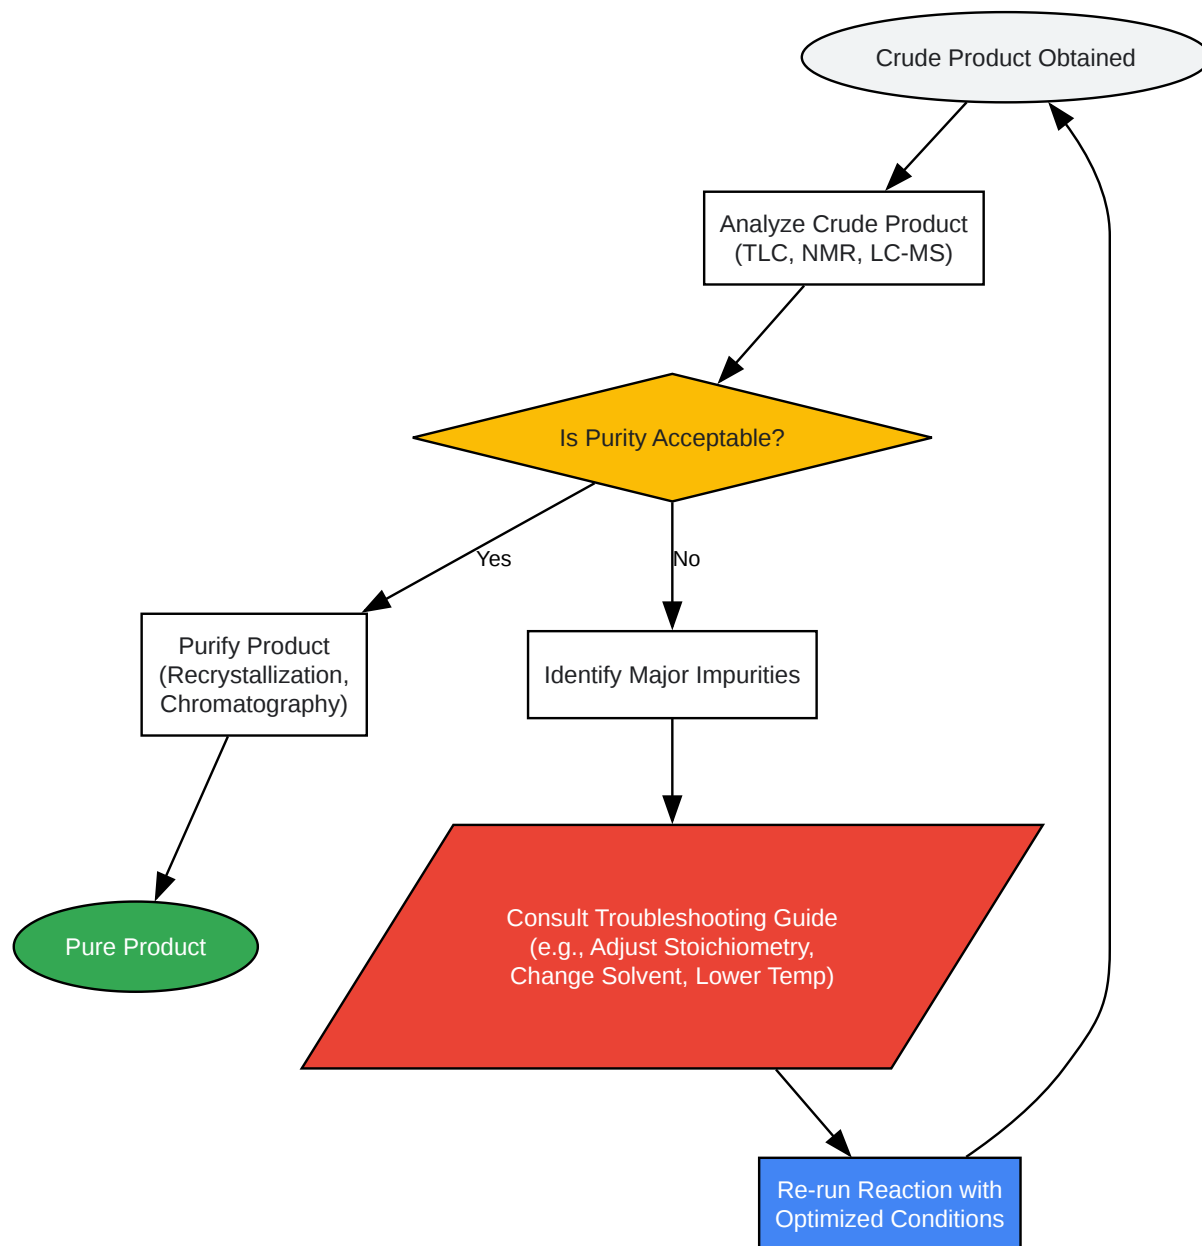 Crude Product Obtained
Analyze Crude Product
(TLC, NMR, LC-MS)
Is Purity Acceptable?
Yes
No
Purify Product
(Recrystallization,
Chromatography)
Identify Major Impurities
Consult Troubleshooting Guide
(e.g., Adjust Stoichiometry,
Change Solvent, Lower Temp)
Pure Product
Re-run Reaction with
Optimized Conditions